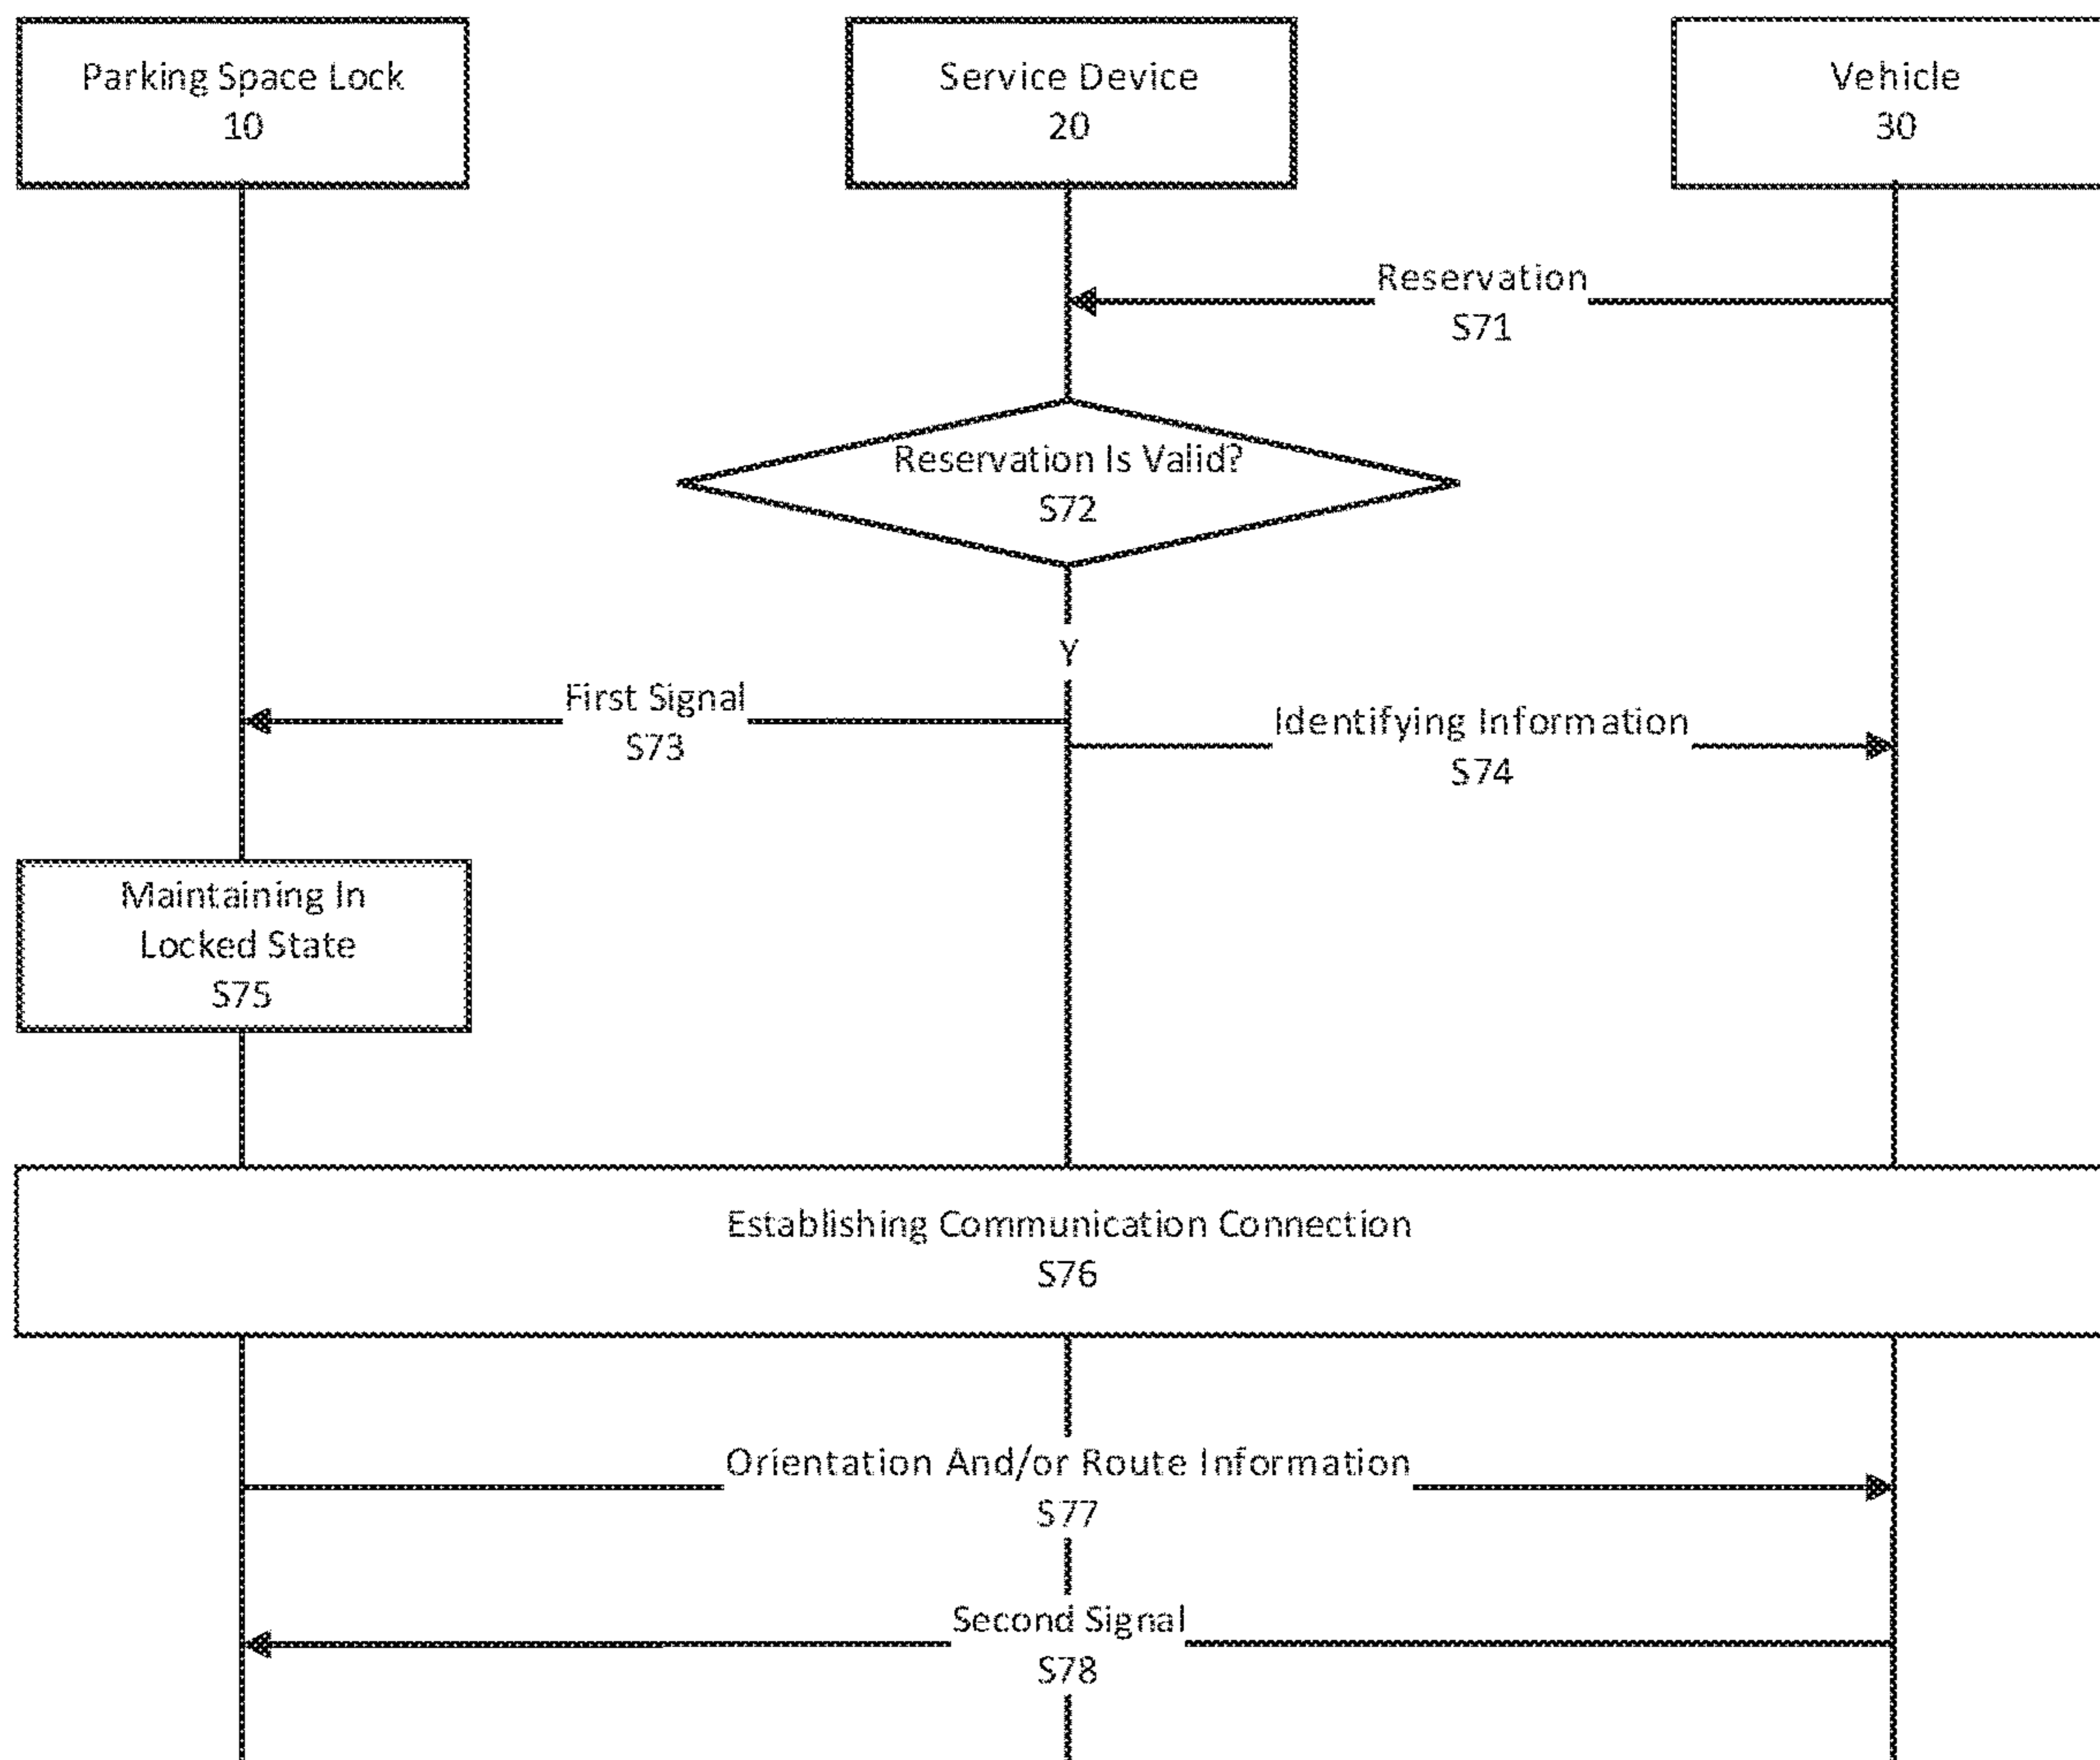 Parking Space Lock
10
Service Device
20
Vehicle
30
Reservation
S71
Reservation Is Valid?
S72
Y
First Signal
S73
Identifying Information
S74
Maintaining In
Locked State
S75
Establishing Communication Connection
S76
Orientation And/or Route Information
S77
Second Signal
S78